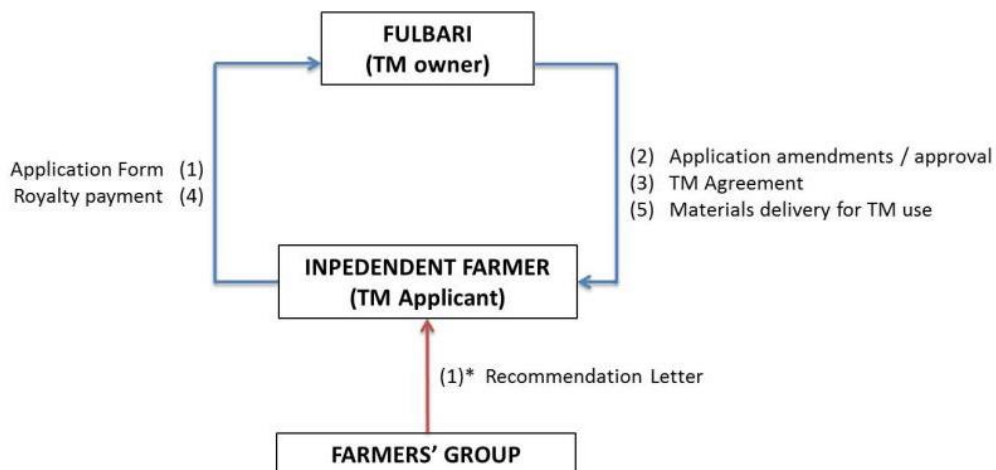 FULBARI
(TM owner)
Application Form (1)
Royalty payment (4)
(2) Application amendments / approval
(3) TM Agreement
(5) Materials delivery for TM use
INPEDENDENT FARMER
(TM Applicant)
(1)* Recommendation Letter
FARMERS' GROUP